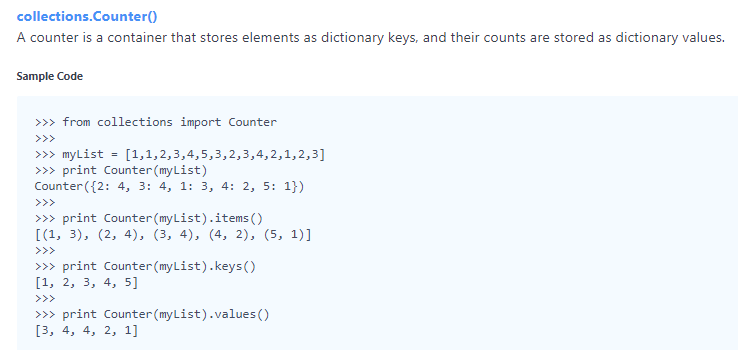 collections.Counter()
A counter is a container that stores elements as dictionary keys, and their counts are stored as dictionary values.
Sample Code
>>> from collections import Counter
>>>
>>> myList = [1,1,2,3,4,5,3,2,3,4,2,1,2,3]
>>> print Counter(myList)
Counter({2: 4, 3: 4, 1: 3, 4: 2, 5: 1})
>>>
>>> print Counter(myList).items()
[(1, 3), (2, 4), (3, 4), (4, 2), (5, 1)]
>>>
>>> print Counter(myList).keys()
[1, 2, 3, 4, 5]
>>>
>>> print Counter(myList).values()
[3, 4, 4, 2, 1]